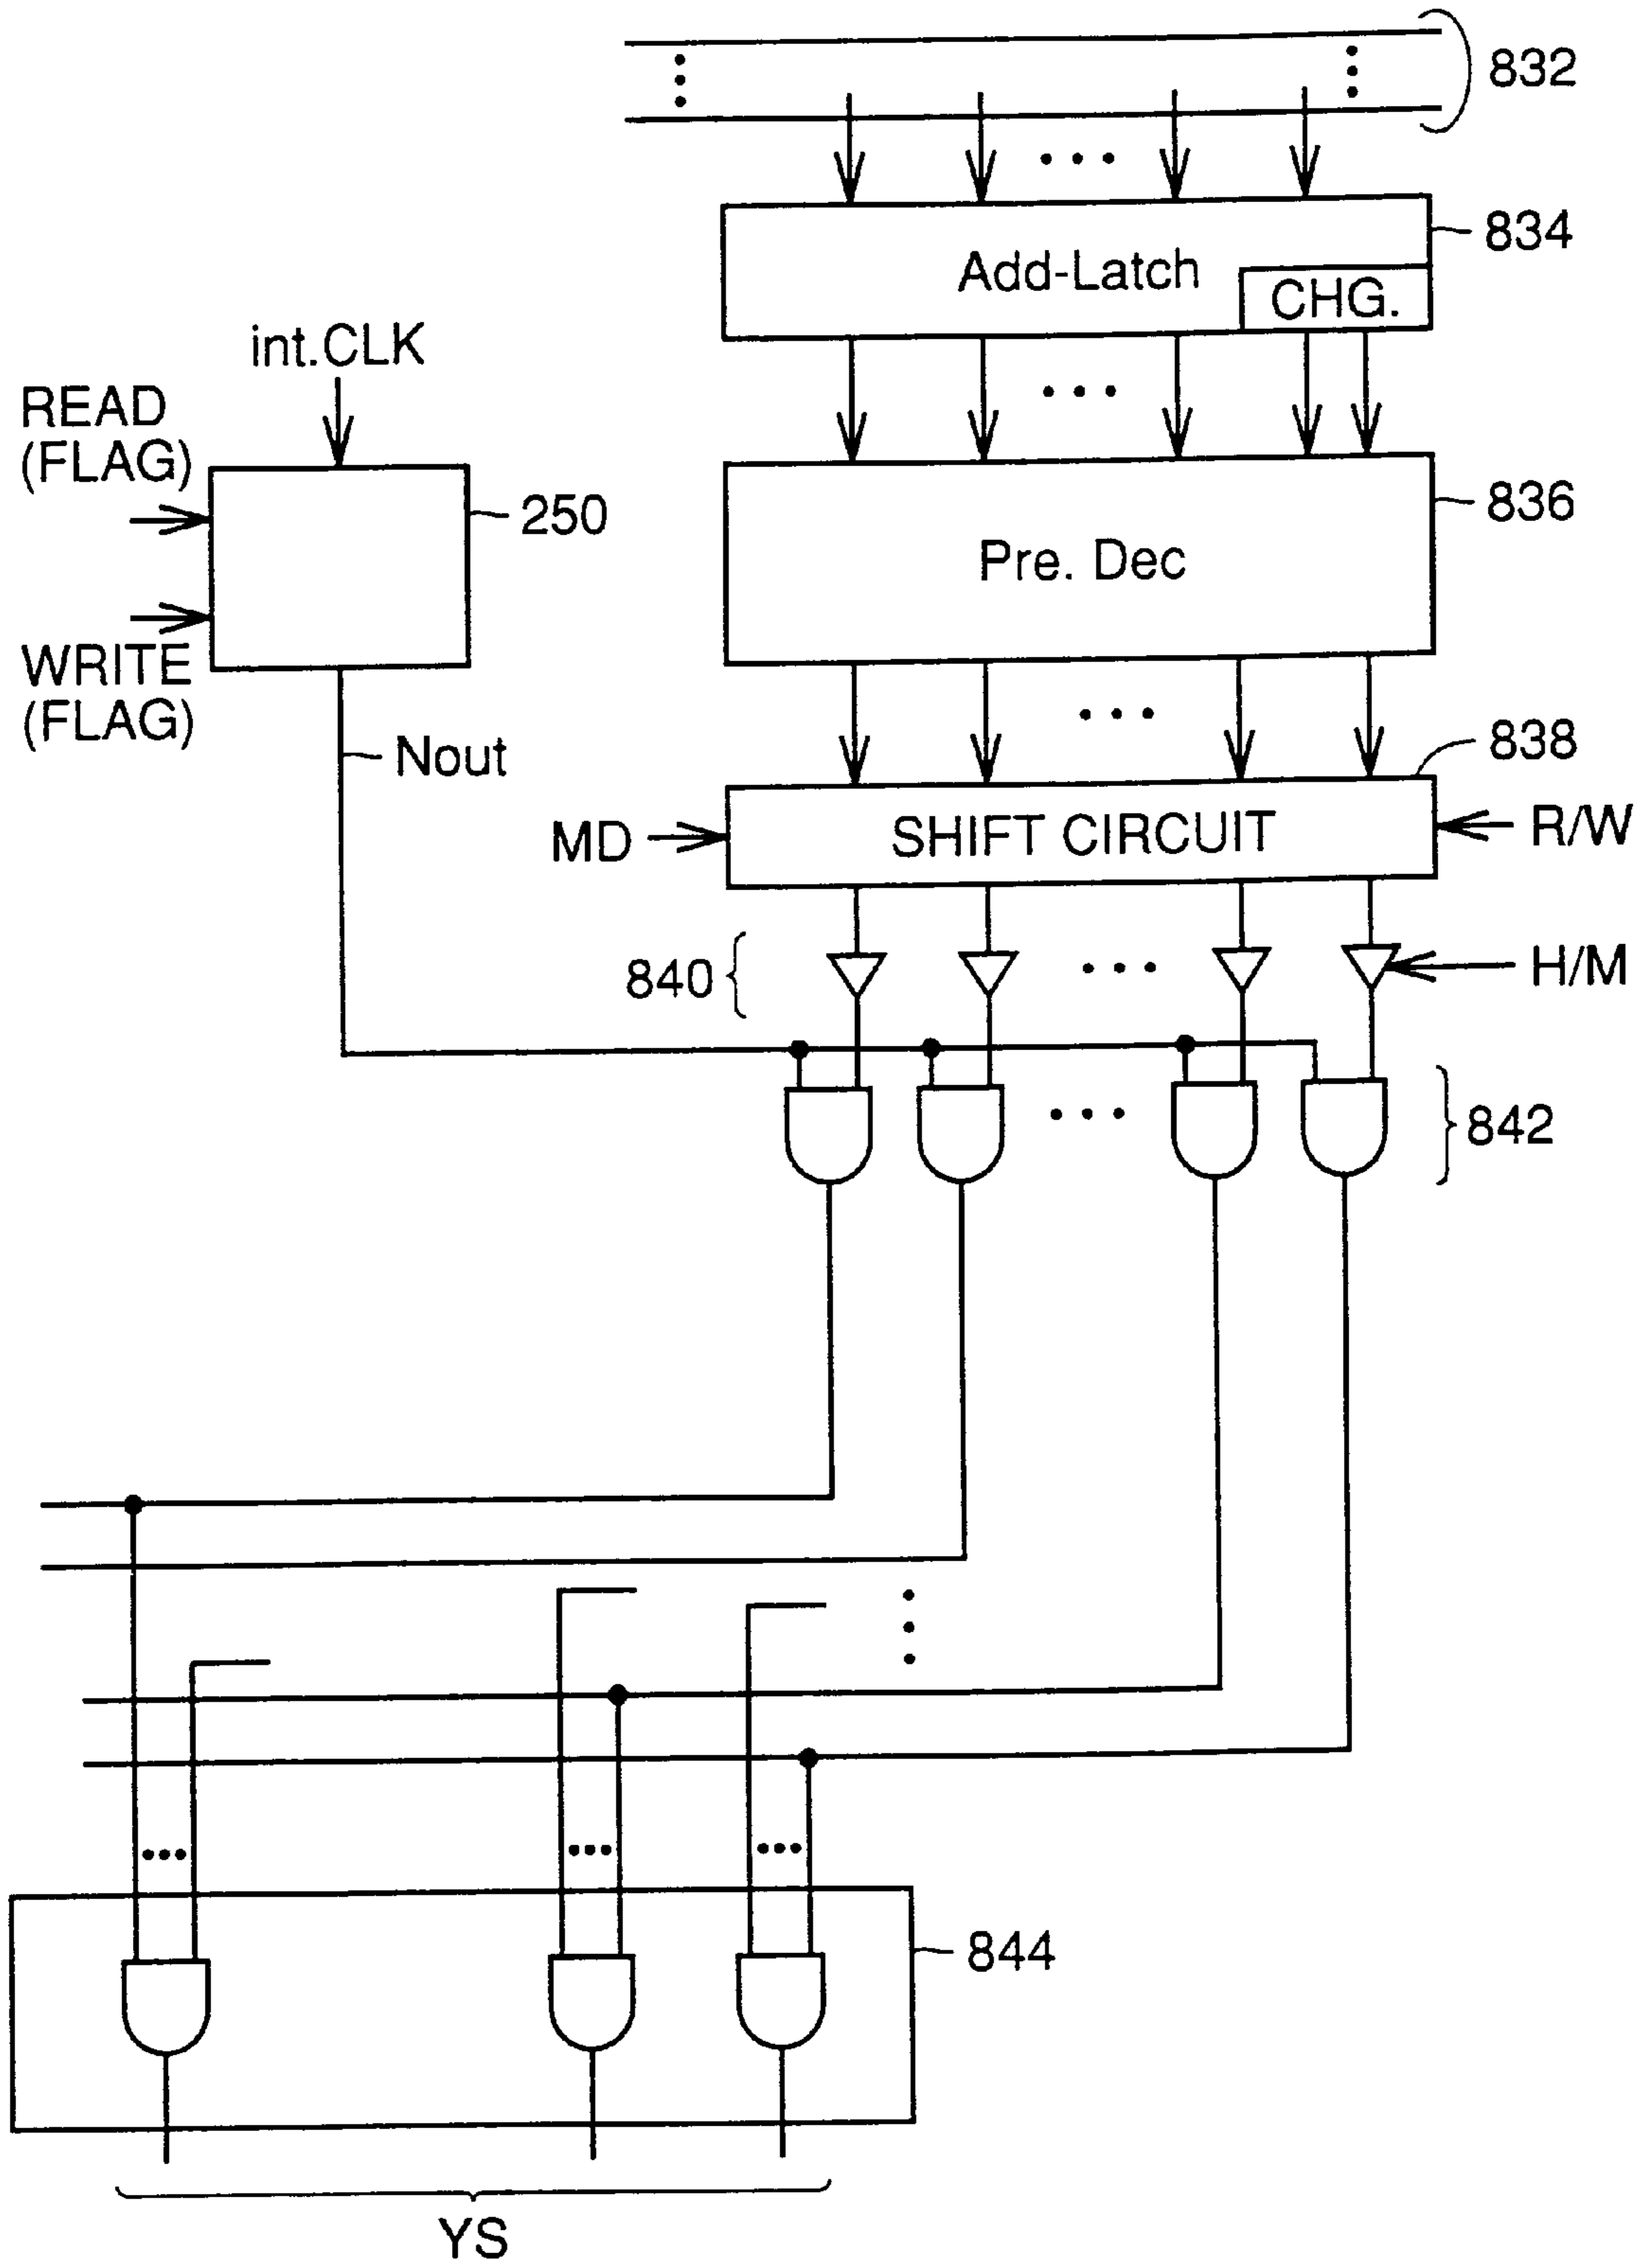 832
834
Add-Latch
CHG.
int.CLK
READ
(FLAG)
250
836
Pre. Dec
WRITE
(FLAG)
Nout
838
MD
SHIFT CIRCUIT
R/W
840
H/M
842
844
YS